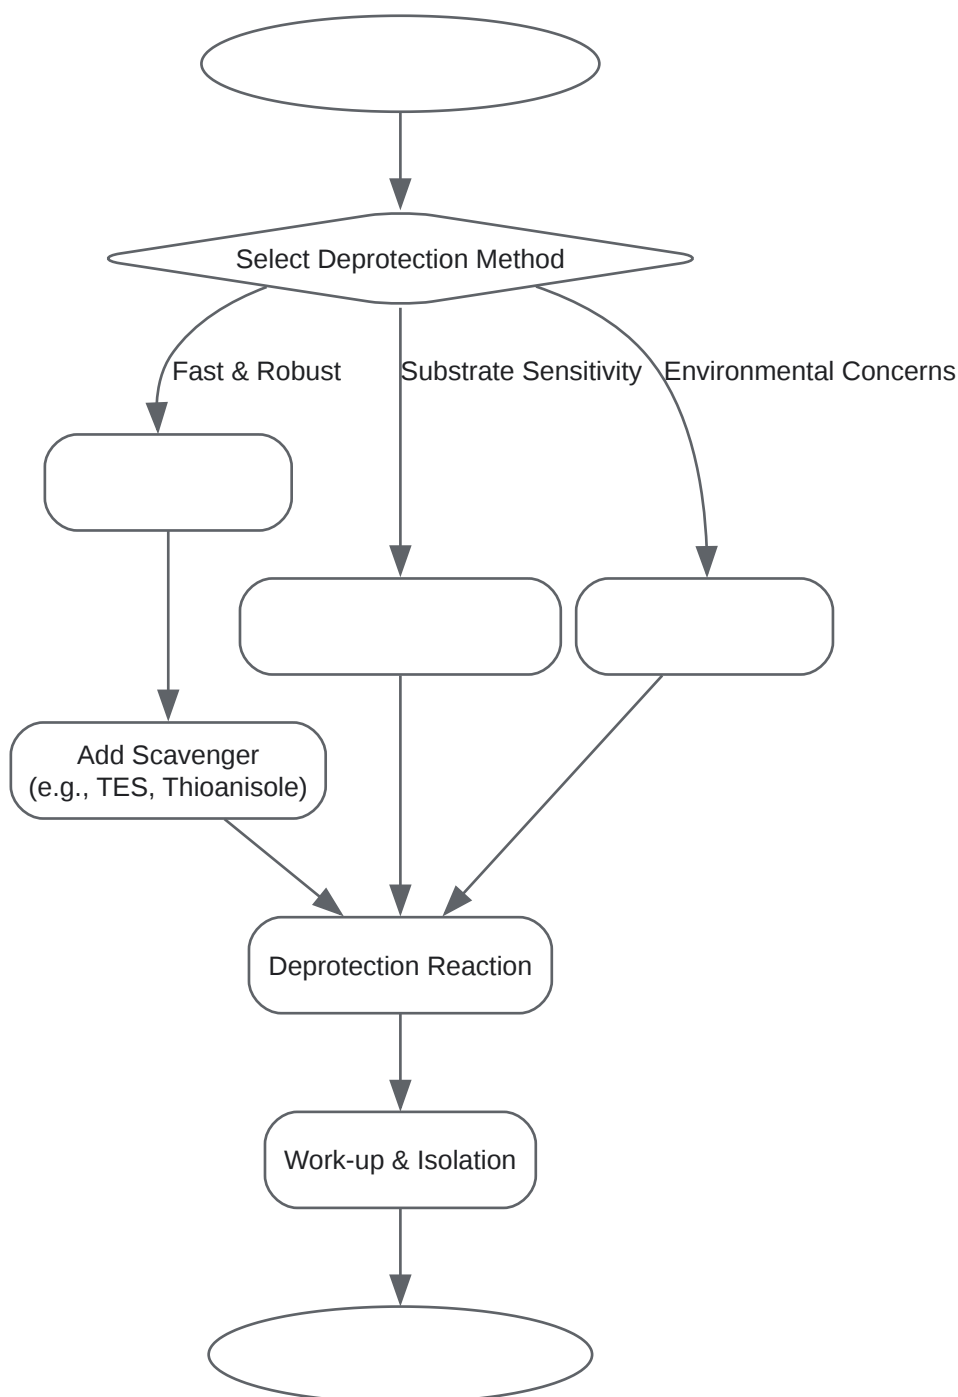 Select Deprotection Method
Fast & Robust
Substrate Sensitivity
Environmental Concerns
Add Scavenger
(e.g., TES, Thioanisole)
Deprotection Reaction
Work-up & Isolation